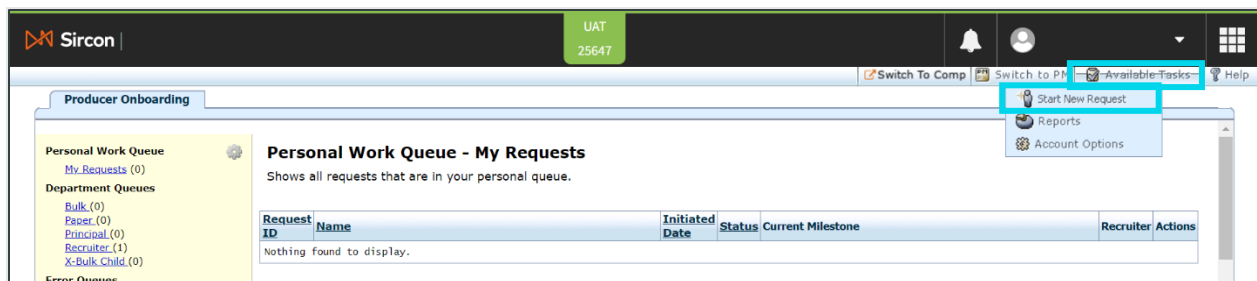 Sircon |
UAT
25647
Switch To Comp
Switch to PM
Available Tasks
Help
Start New Request
Reports
Account Options
Producer Onboarding
Personal Work Queue
My Requests (0)
Department Queues
Bulk (0)
Paper (0)
Principal (0)
Recruiter (1)
X-Bulk Child (0)
Error Queues
Personal Work Queue - My Requests
Shows all requests that are in your personal queue.
Request ID
Name
Initiated Date
Status
Current Milestone
Recruiter
Actions
Nothing found to display.